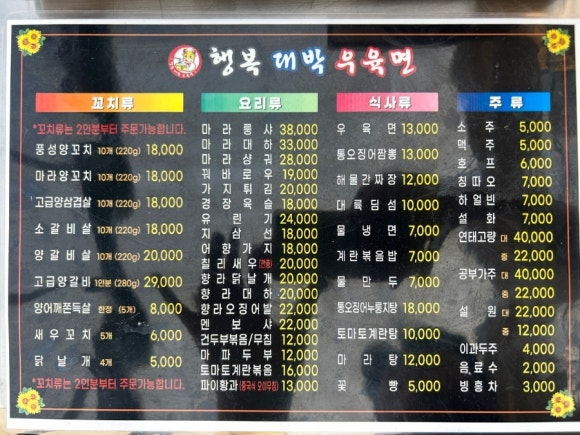 행복 대박 우육면
꼬치류
*꼬치류는 2인분부터 주문가능합니다.
풍성양꼬치 10개 (220g) 18,000
마라양꼬치 10개 (220g) 18,000
고급양삼겹살 10개 (220g) 18,000
소갈비살 10개 (220g) 18,000
양갈비살 10개 (220g) 20,000
고급양갈비 1인분 (280g) 29,000
양어깨쫀득살 한정 (5개) 8,000
새우꼬치 5개 6,000
닭날개 4개 5,000
*꼬치류는 2인분부터 주문가능합니다.
요리류
마라룽샤 38,000
마라대하 33,000
마라샹궈 28,000
꿔바로우 19,000
가지튀김 20,000
경장육슬 18,000
유린기 24,000
지삼선 18,000
어향가지 18,000
칠리새우 20,000
향라닭날개 20,000
향라대하 20,000
향라오징어발 22,000
멘보샤 22,000
건두부볶음/무침 12,000
마파두부 12,000
토마토계란볶음 16,000
파이황과 (중국식 오이무침) 13,000
식사류
우육면 13,000
통오징어짬뽕 13,000
해물간짜장 12,000
대륙딤섬 10,000
물냉면 7,000
계란볶음밥 7,000
물만두 7,000
통오징어누룽지탕 18,000
토마토계란탕 10,000
마라탕 12,000
꽃빵 5,000
주류
소주 5,000
맥주 5,000
호프 6,000
칭따오 7,000
하얼빈 7,000
설화 7,000
연태고량 대 40,000
중 22,000
공부가주 대 40,000
중 22,000
설원 대 22,000
중 12,000
이과두주 4,000
음료수 2,000
빙홍차 3,000